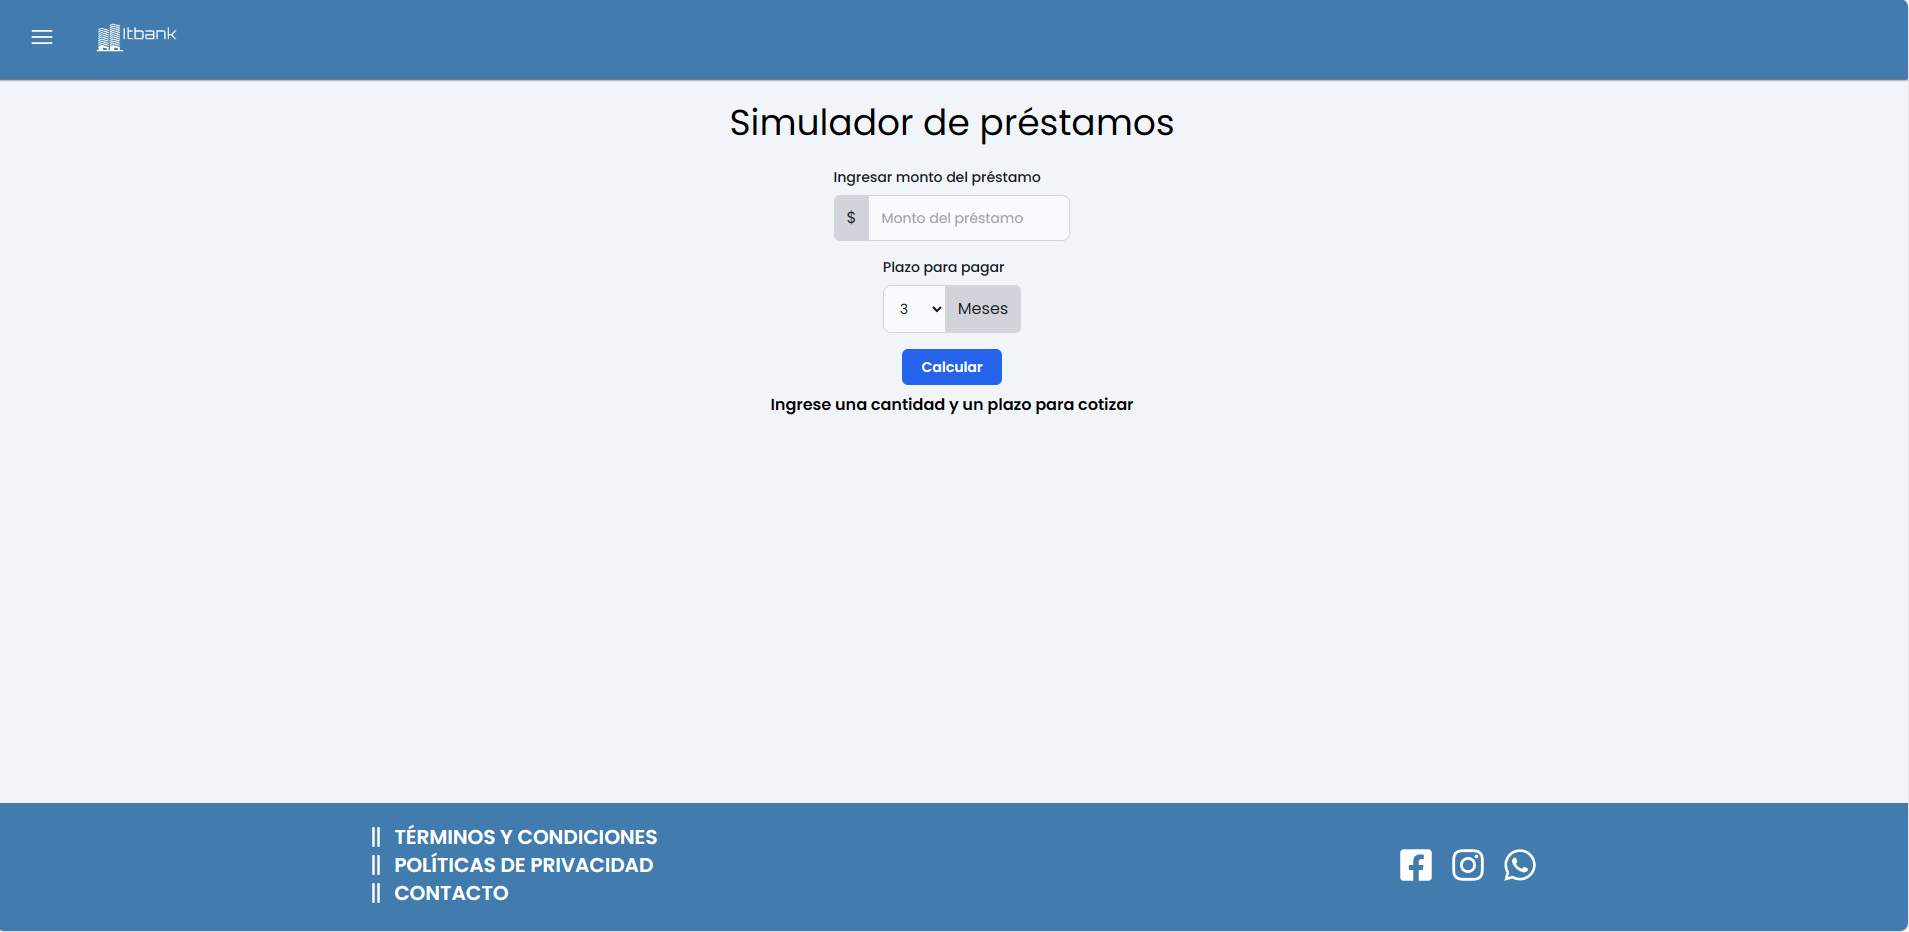 Itbank
Simulador de préstamos
Ingresar monto del préstamo
$ Monto del préstamo
Plazo para pagar
3 Meses
Calcular
Ingrese una cantidad y un plazo para cotizar
|| TÉRMINOS Y CONDICIONES
|| POLÍTICAS DE PRIVACIDAD
|| CONTACTO